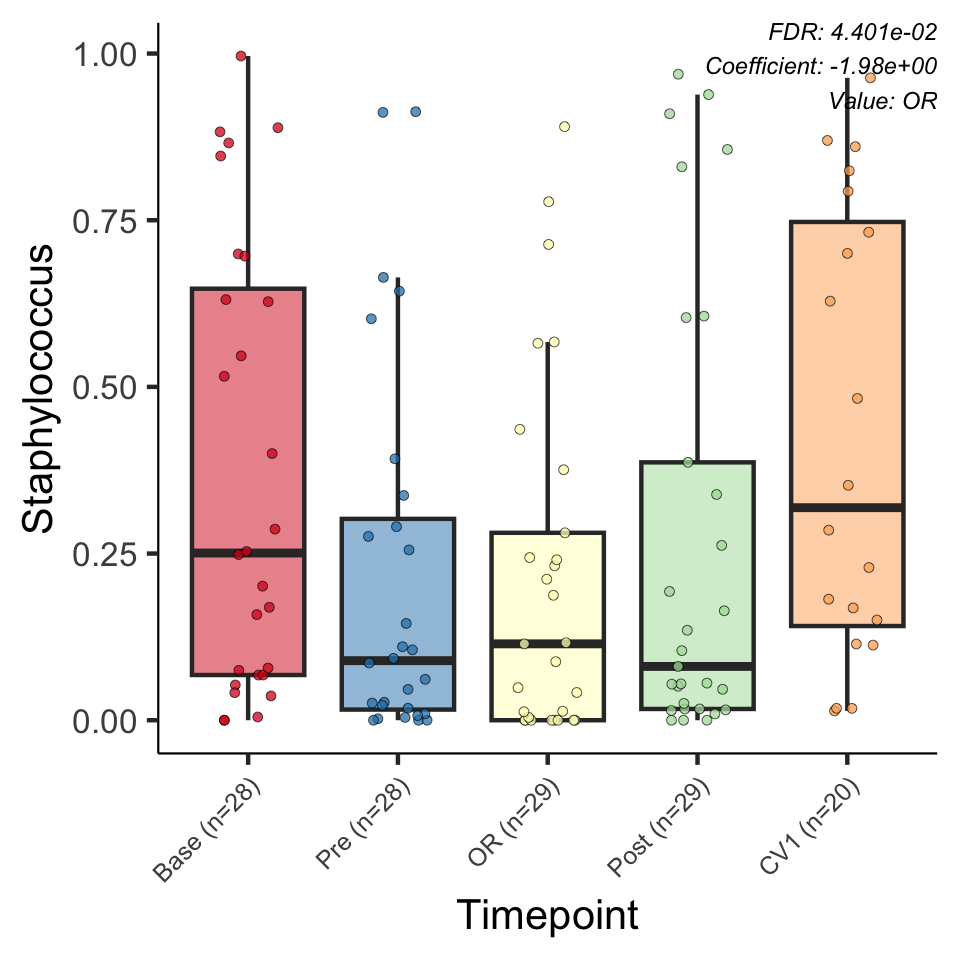 FDR: 4.401e-02
Coefficient: -1.98e+00
Value: OR
Staphylococcus
1.00
0.75
0.50
0.25
0.00
Base (n=28)
Pre (n=28)
OR (n=29)
Post (n=29)
CV1 (n=20)
Timepoint